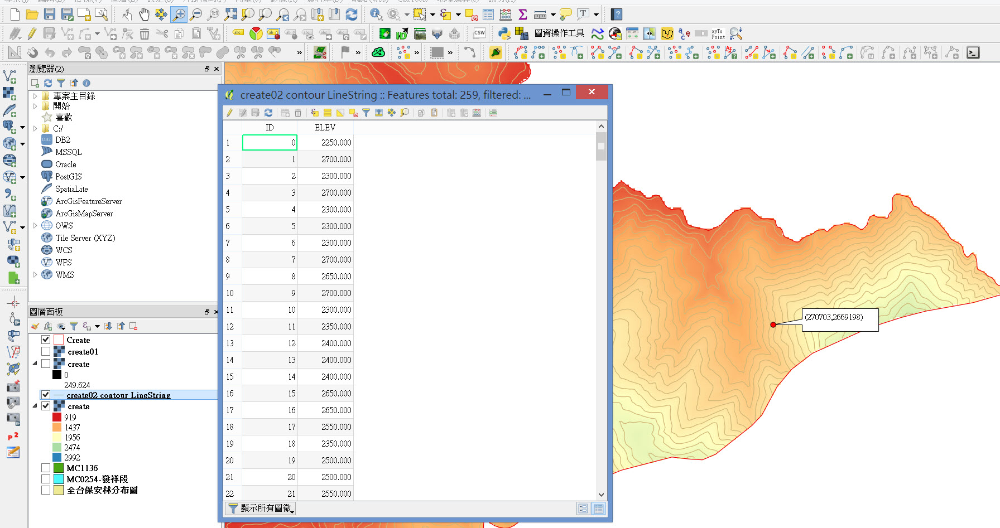 圖資操作工具
xyTo
Point
CSW
瀏覽器(2)
專案主目錄
開始
喜歡
C:/
DB2
MSSQL
Oracle
PostGIS
SpatiaLite
ArcGisFeatureServer
ArcGisMapServer
OWS
Tile Server (XYZ)
WCS
WFS
WMS
圖層面板
Create
create01
create
0
249.624
create02 contour LineString
create
919
1437
1956
2474
2992
MC1136
MC0254-發祥段
全台保安林分布圖
create02 contour LineString :: Features total: 259, filtered: ...
ID ELEV
1 0 2250.000
2 1 2700.000
3 2 2300.000
4 3 2700.000
5 4 2300.000
6 5 2300.000
7 6 2300.000
8 7 2700.000
9 8 2650.000
10 9 2700.000
11 10 2300.000
12 11 2350.000
13 12 2400.000
14 13 2400.000
15 14 2400.000
16 15 2650.000
17 16 2650.000
18 17 2550.000
19 18 2350.000
20 19 2500.000
21 20 2500.000
22 21 2550.000
顯示所有圖徵
(270703,2669198)